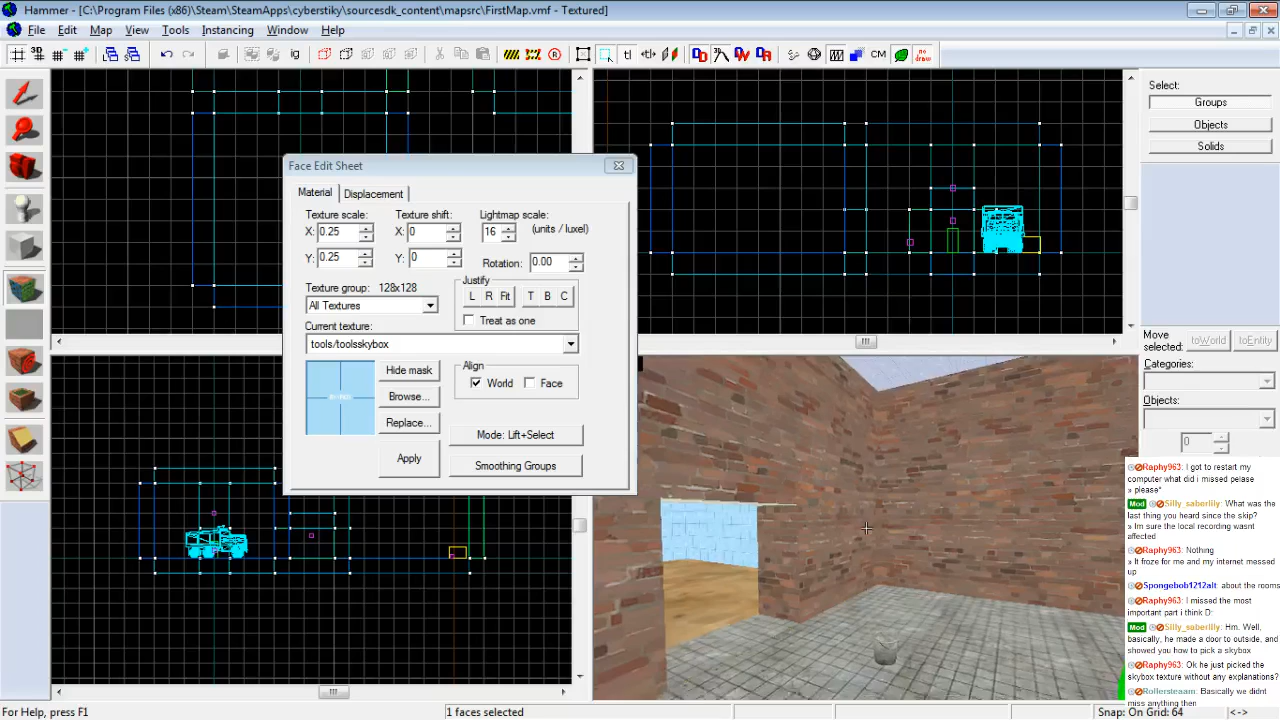 Hammer - [C:\Program Files (x86)\Steam\SteamApps\cyberstiky\sourcesdk_content\mapsrc\FirstMap.vmf - Textured]
File Edit Map View Tools Instancing Window Help
3D
ig
CM
no draw
Select:
Groups
Objects
Solids
Face Edit Sheet
Material Displacement
Texture scale: Texture shift: Lightmap scale:
X: 0.25 X: 0 16 (units / luxel)
Y: 0.25 Y: 0 Rotation: 0.00
Texture group: 128x128
All Textures
Justify
L R Fit T B C
Treat as one
Current texture:
tools/toolsskybox
Hide mask
Browse...
Replace...
Apply
Align
World Face
Mode: Lift+Select
Smoothing Groups
Move selected:
toWorld toEntity
Categories:
Objects:
0
Raphy963: I got to restart my
computer what did i missed pelase
» please*
Mod Silly_saberlily: What was the
last thing you heard since the skip?
» Im sure the local recording wasnt
affected
Raphy963: Nothing
» It froze for me and my internet messed
up
Spongebob1212alt: about the rooms
Raphy963: I missed the most
important part i think D:
Mod Silly_saberlily: Hm. Well,
basically, he made a door to outside, and
showed you how to pick a skybox
Raphy963: Ok he just picked the
skybox texture without any explanations?
Rollersteaam: Basically we didnt
miss anything then
For Help, press F1
1 faces selected
Snap: On Grid: 64
<->